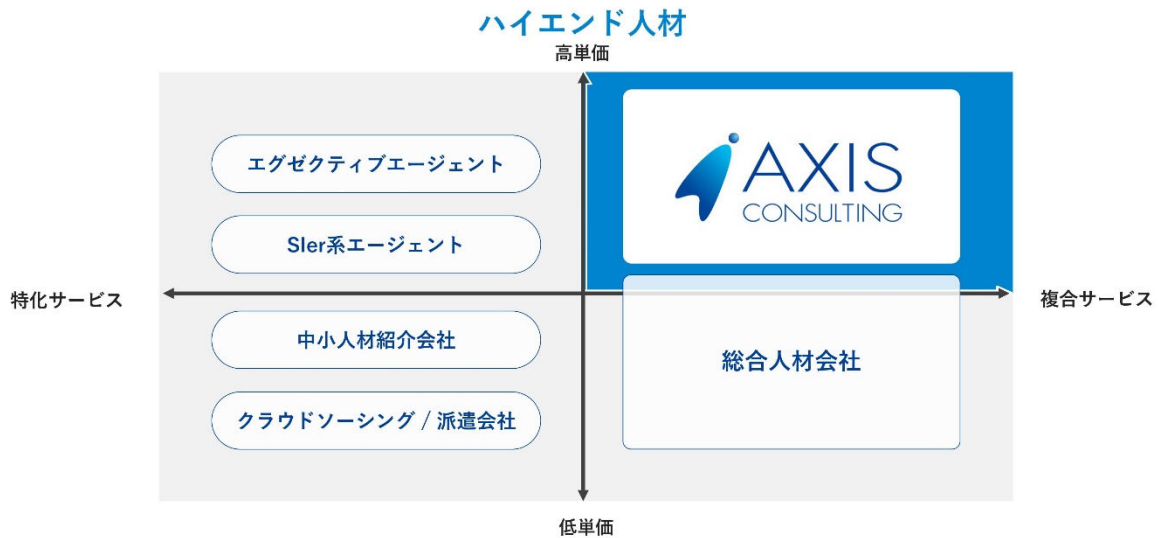 ハイエンド人材
高単価
エグゼクティブエージェント
AXIS
CONSULTING
SIer系エージェント
特化サービス
複合サービス
中小人材紹介会社
総合人材会社
クラウドソーシング / 派遣会社
低単価